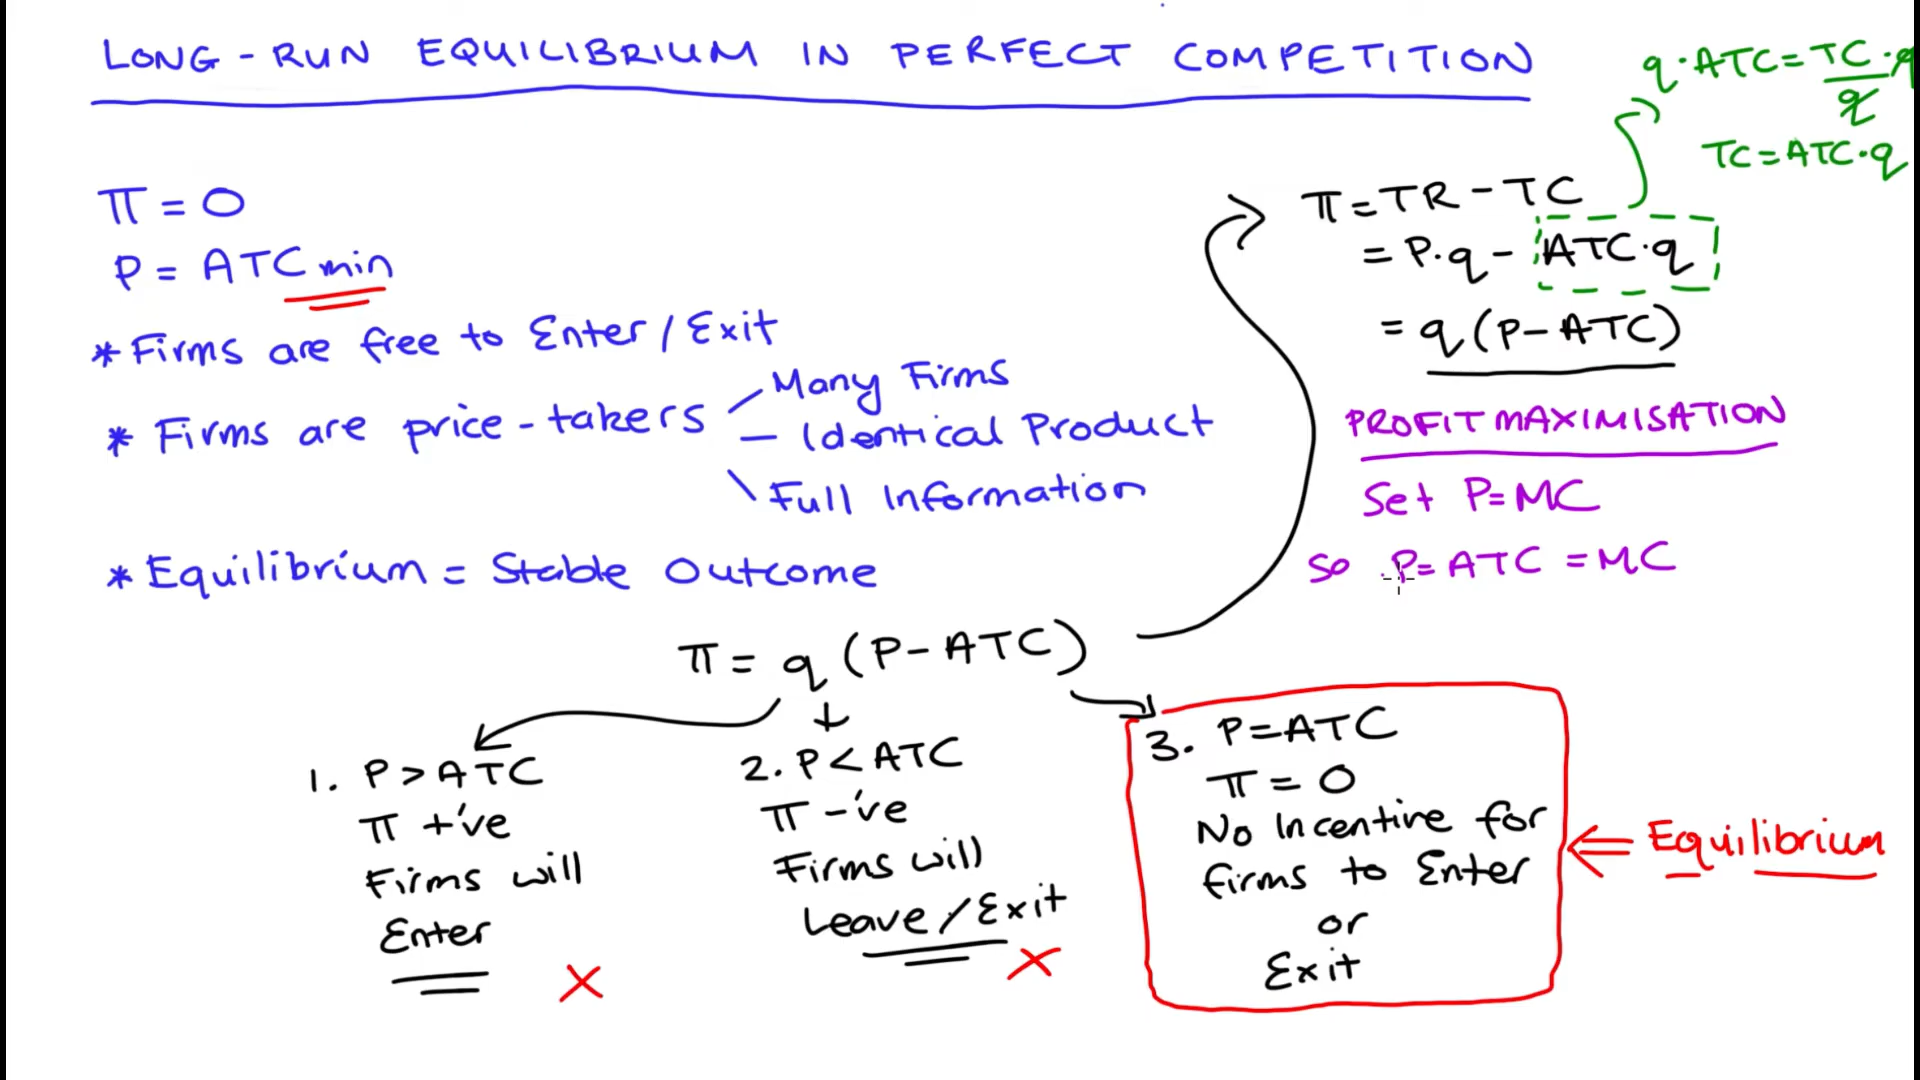 LONG-RUN EQUILIBRIUM IN PERFECT COMPETITION
q·ATC=TC·q
q
TC=ATC·q
π = 0
P = ATC min
* Firms are free to Enter / Exit
* Firms are price-takers
Many Firms
Identical Product
Full Information
* Equilibrium = Stable Outcome
π = TR - TC
= P·q - ATC·q
= q (P - ATC)
PROFIT MAXIMISATION
Set P=MC
So P= ATC = MC
π = q (P - ATC)
1. P > ATC
π +'ve
Firms will
Enter
2. P < ATC
π -'ve
Firms will
Leave / Exit
3. P=ATC
π = 0
No Incentive for
firms to Enter
or
Exit
Equilibrium